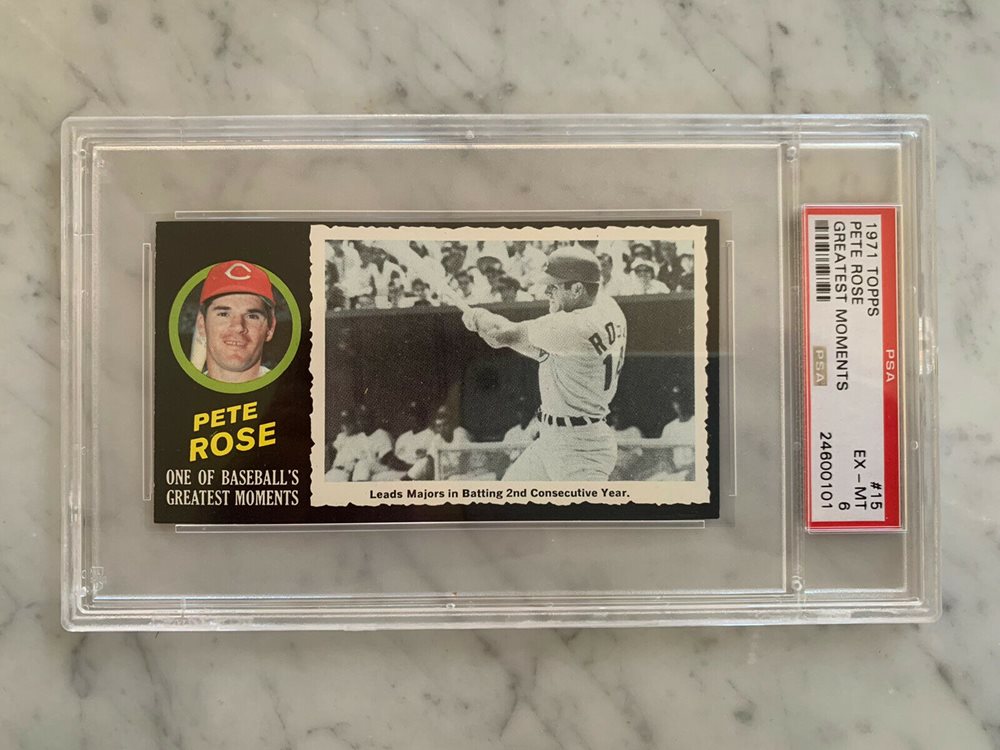 C
PETE
ROSE
ONE OF BASEBALL'S
GREATEST MOMENTS
14
Leads Majors in Batting 2nd Consecutive Year.
1971 TOPPS #15
PETE ROSE EX - MT
GREATEST MOMENTS 6
24600101
PSA
PSA